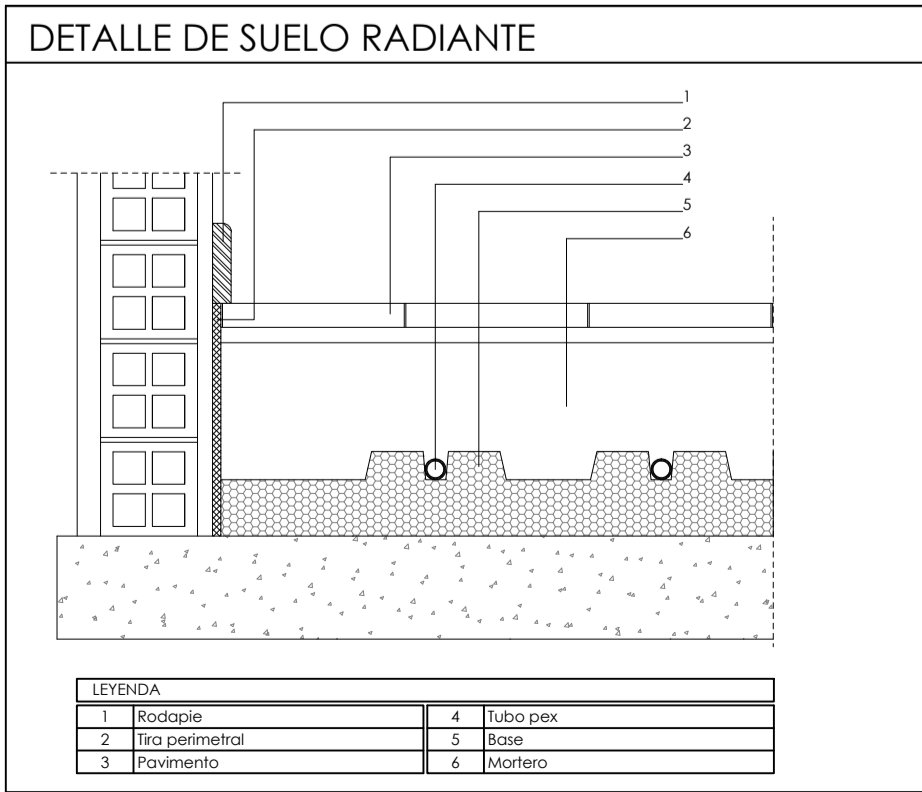 DETALLE DE SUELO RADIANTE
1
2
3
4
5
6
LEYENDA
1 Rodapie 4 Tubo pex
2 Tira perimetral 5 Base
3 Pavimento 6 Mortero